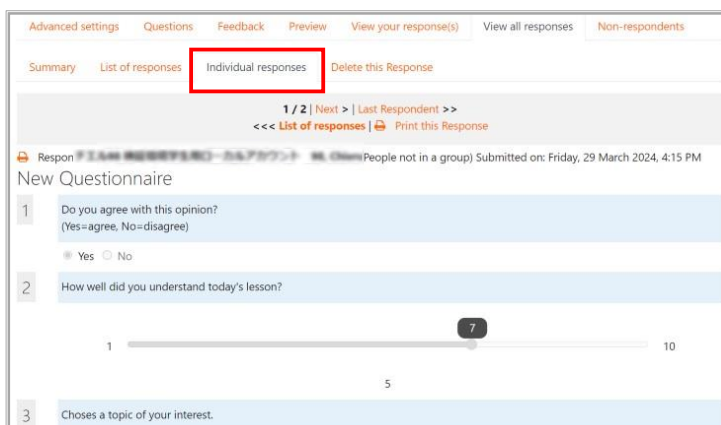 Advanced settings Questions Feedback Preview View your response(s) View all responses Non-respondents
Summary List of responses Individual responses Delete this Response
1 / 2 | Next > | Last Respondent >>
<<< List of responses | Print this Response
Respon People not in a group) Submitted on: Friday, 29 March 2024, 4:15 PM
New Questionnaire
1 Do you agree with this opinion?
(Yes=agree, No=disagree)
Yes No
2 How well did you understand today's lesson?
7
1 10
5
3 Choses a topic of your interest.